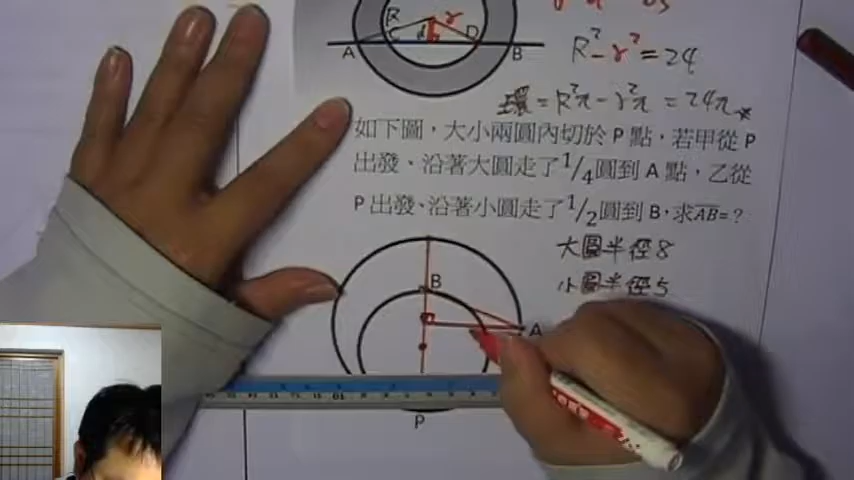 R r
A C d D B
R²-r²=24
環=R²π-r²π=24π
如下圖，大小兩圓內切於 P 點，若甲從 P
出發、沿著大圓走了 1/4 圓到 A 點，乙從
P 出發、沿著小圓走了 1/2 圓到 B，求AB=？
大圓半徑8
小圓半徑5
B
A
P